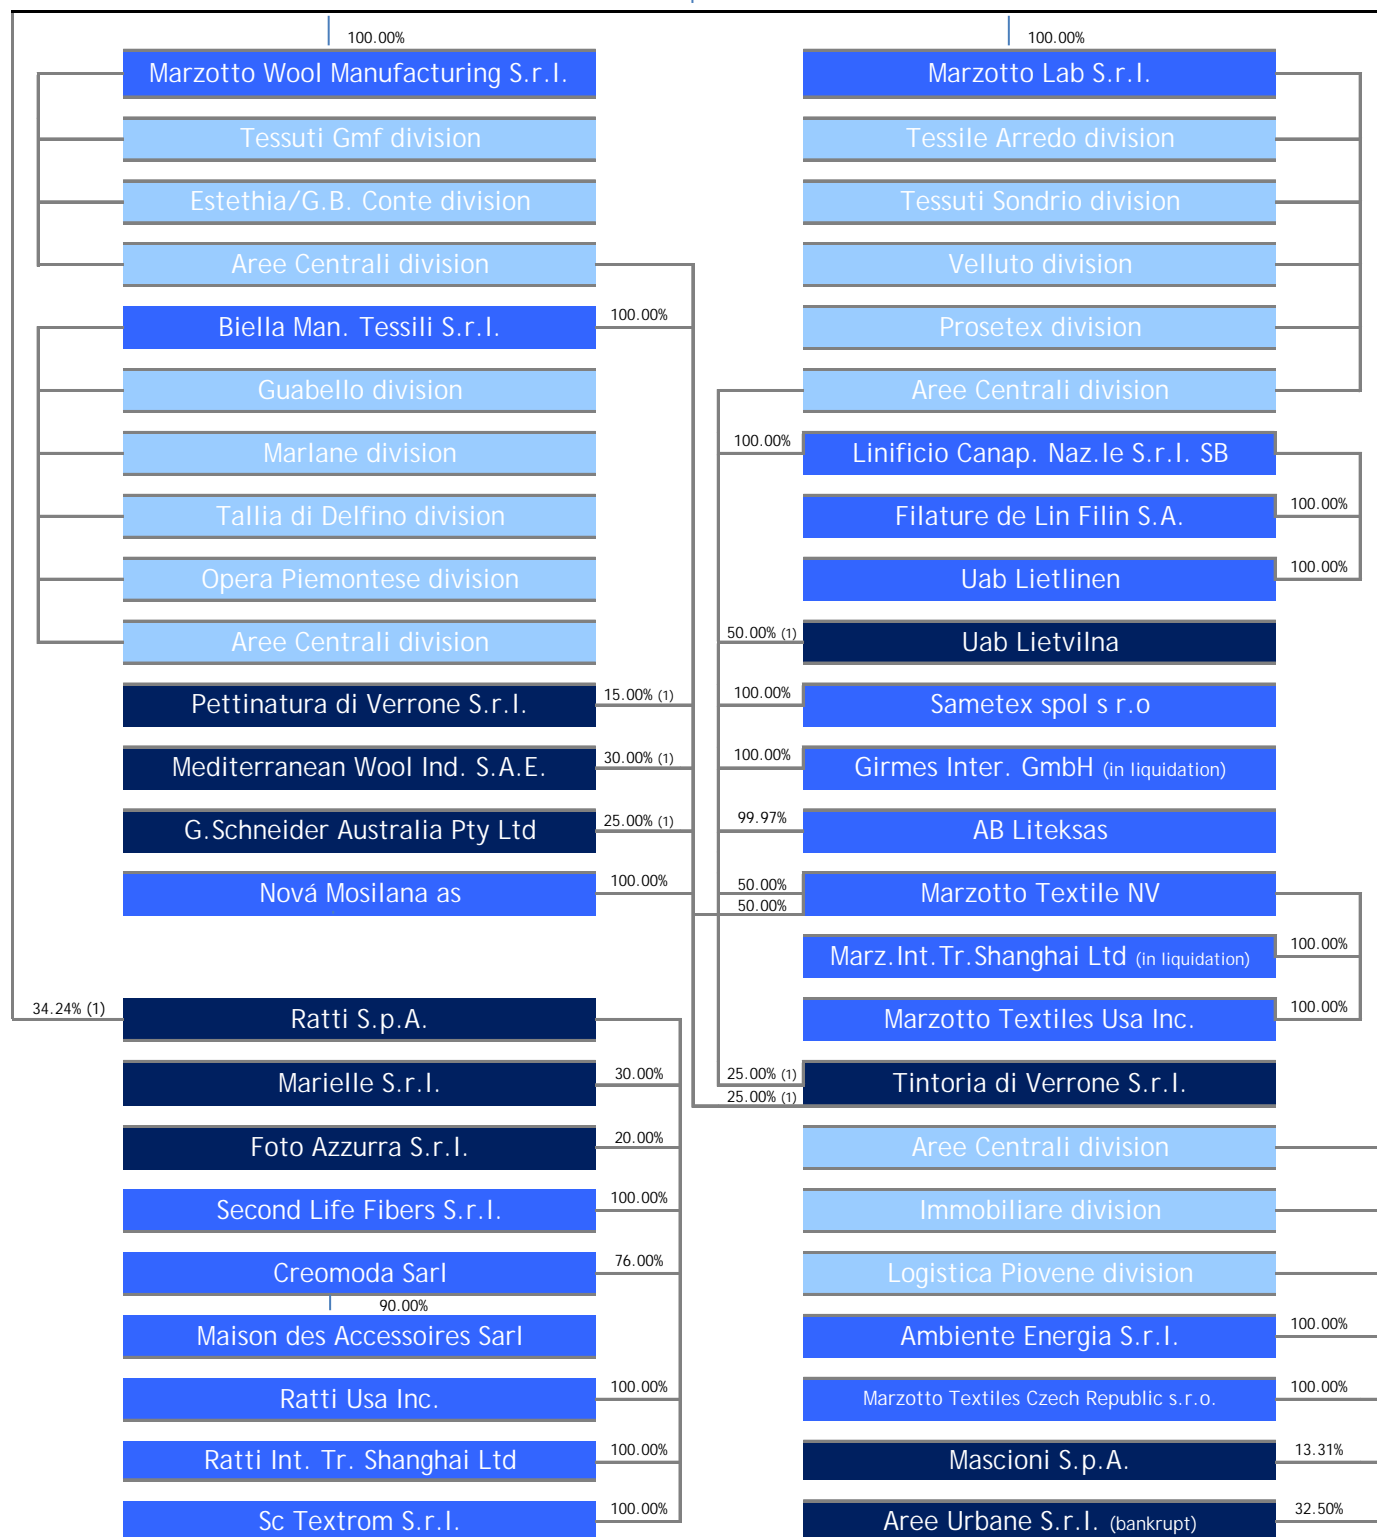 100.00%
Marzotto Wool Manufacturing S.r.l.
Tessuti Gmf division
Estethia/G.B. Conte division
Aree Centrali division
Biella Man. Tessili S.r.l.
100.00%
Guabello division
Marlane division
Tallia di Delfino division
Opera Piemontese division
Aree Centrali division
Pettinatura di Verrone S.r.l.
15.00% (1)
Mediterranean Wool Ind. S.A.E.
30.00% (1)
G.Schneider Australia Pty Ltd
25.00% (1)
Nová Mosilana as
100.00%
34.24% (1)
Ratti S.p.A.
Marielle S.r.l.
30.00%
Foto Azzurra S.r.l.
20.00%
Second Life Fibers S.r.l.
100.00%
Creomoda Sarl
76.00%
90.00%
Maison des Accessoires Sarl
Ratti Usa Inc.
100.00%
Ratti Int. Tr. Shanghai Ltd
100.00%
Sc Textrom S.r.l.
100.00%
100.00%
Marzotto Lab S.r.l.
Tessile Arredo division
Tessuti Sondrio division
Velluto division
Prosetex division
Aree Centrali division
100.00%
Linificio Canap. Naz.le S.r.l. SB
Filature de Lin Filin S.A.
100.00%
Uab Lietlinen
100.00%
50.00% (1)
Uab Lietvilna
100.00%
Sametex spol s r.o
100.00%
Girmes Inter. GmbH (in liquidation)
99.97%
AB Liteksas
50.00%
50.00%
Marzotto Textile NV
Marz.Int.Tr.Shanghai Ltd (in liquidation)
100.00%
Marzotto Textiles Usa Inc.
100.00%
25.00% (1)
25.00% (1)
Tintoria di Verrone S.r.l.
Aree Centrali division
Immobiliare division
Logistica Piovene division
Ambiente Energia S.r.l.
100.00%
Marzotto Textiles Czech Republic s.r.o.
100.00%
Mascioni S.p.A.
13.31%
Aree Urbane S.r.l. (bankrupt)
32.50%